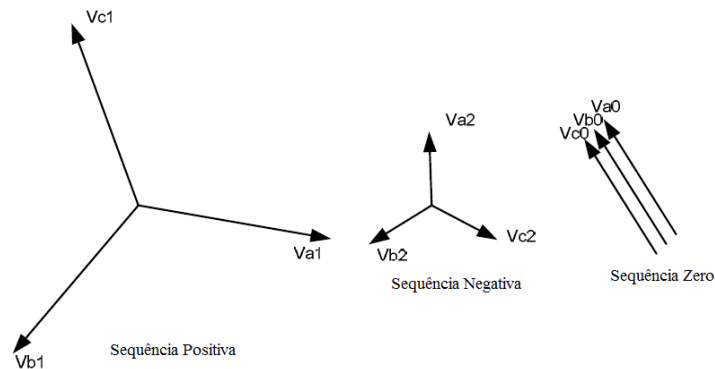 Vc1
Va1
Vb1
Sequência Positiva
Va2
Vb2
Vc2
Sequência Negativa
Va0
Vb0
Vc0
Sequência Zero